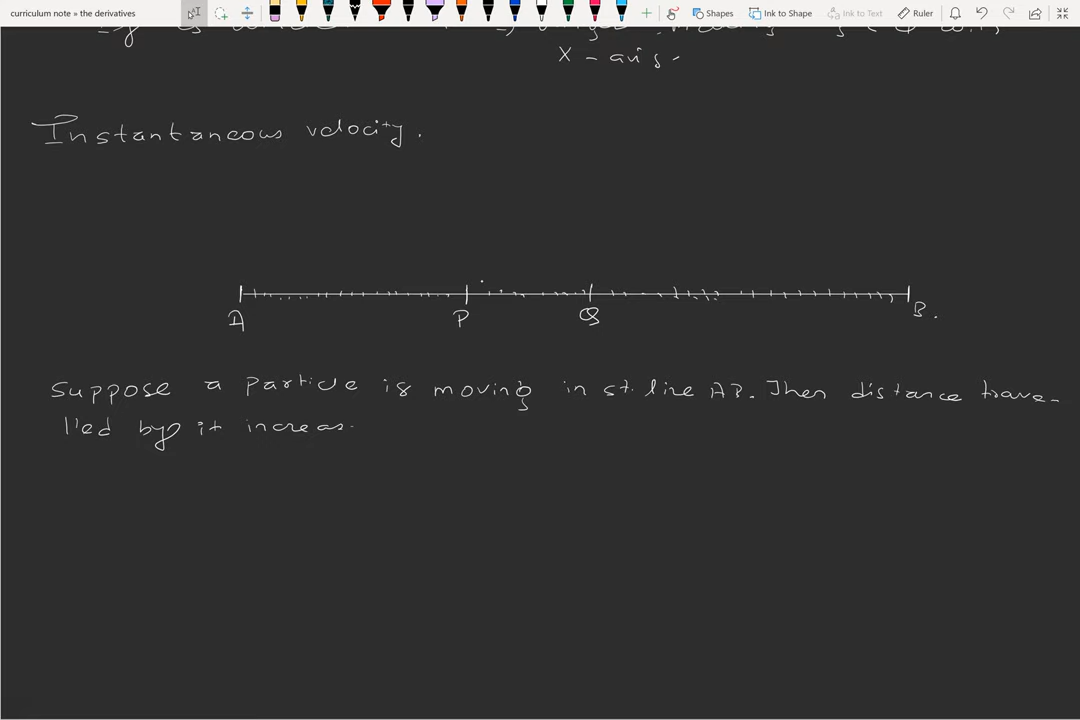 curriculum note » the derivatives
Shapes
Ink to Shape
Ink to Text
Ruler
X - axis -
Instantaneous velocity.
A P Q B.
Suppose a particle is moving in st. line AB. Then distance trave-
lled by it increas